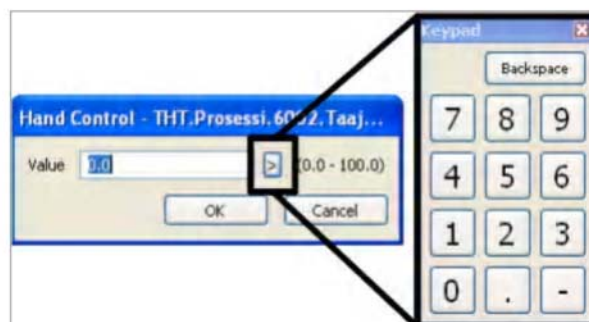 Keypad
Backspace
Hand Control - THT.Prosessi.6002.Taaj...
7 8 9
Value 0.0 > (0.0 - 100.0)
4 5 6
OK Cancel
1 2 3
0 . -